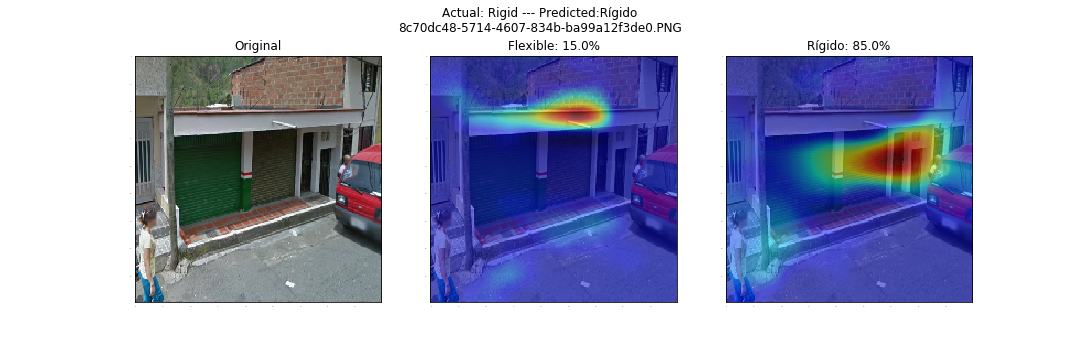 Actual: Rigid --- Predicted:Rígido
8c70dc48-5714-4607-834b-ba99a12f3de0.PNG
Original
Flexible: 15.0%
Rígido: 85.0%